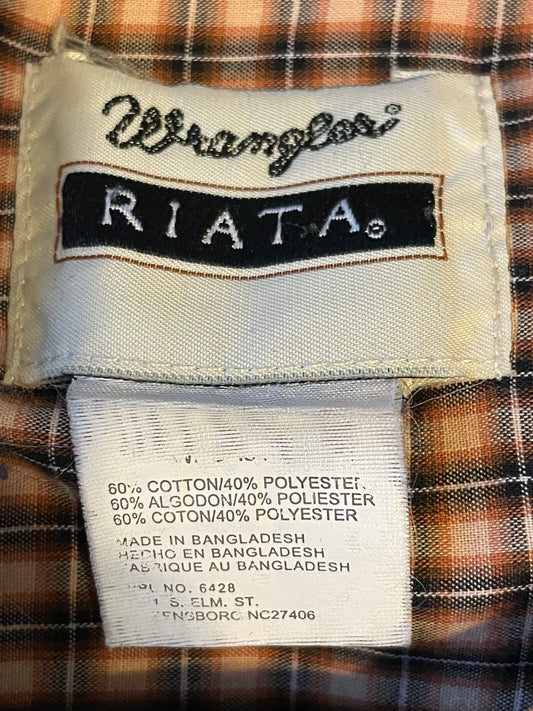 Wrangler®
RIATA®
60% COTTON/40% POLYESTER
60% ALGODON/40% POLIESTER
60% COTON/40% POLYESTER
MADE IN BANGLADESH
HECHO EN BANGLADESH
FABRIQUE AU BANGLADESH
NO. 6428
S. ELM. ST.
NC27406